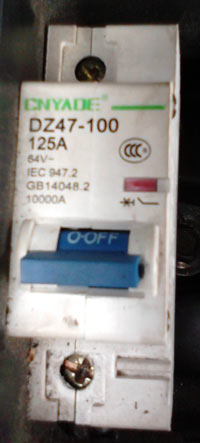 CNYADE
DZ47-100
125A
CCC
64V~
IEC 947.2
GB14048.2
10000A
O-OFF